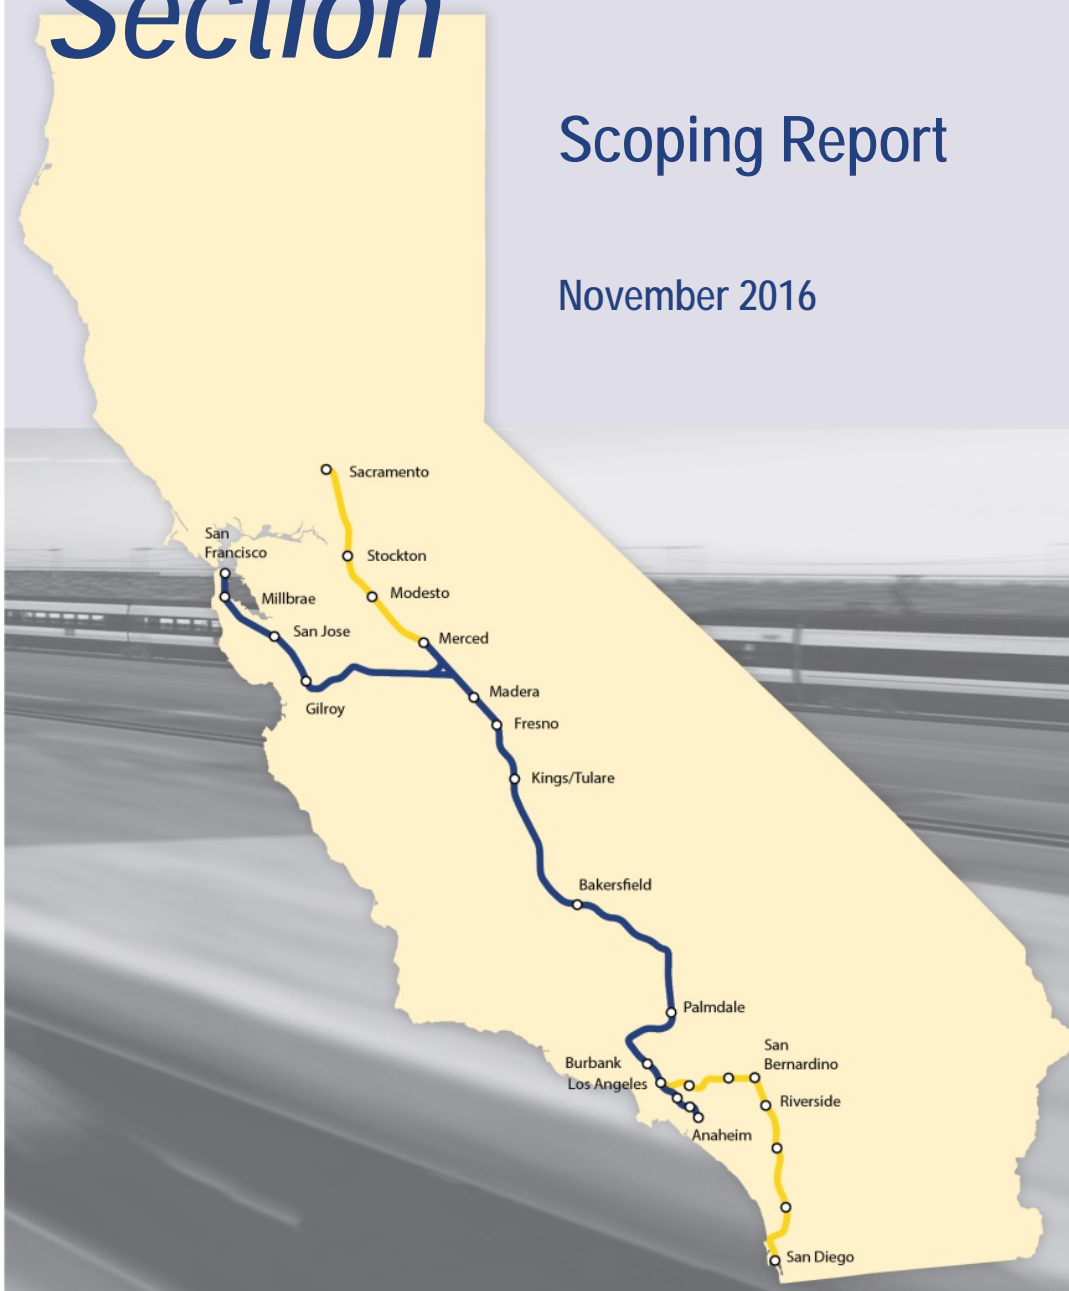 Section
Scoping Report
November 2016
Sacramento
San
Francisco
Stockton
Modesto
Millbrae
San Jose
Merced
Gilroy
Madera
Fresno
Kings/Tulare
Bakersfield
Palmdale
San
Bernardino
Burbank
Los Angeles
Riverside
Anaheim
San Diego